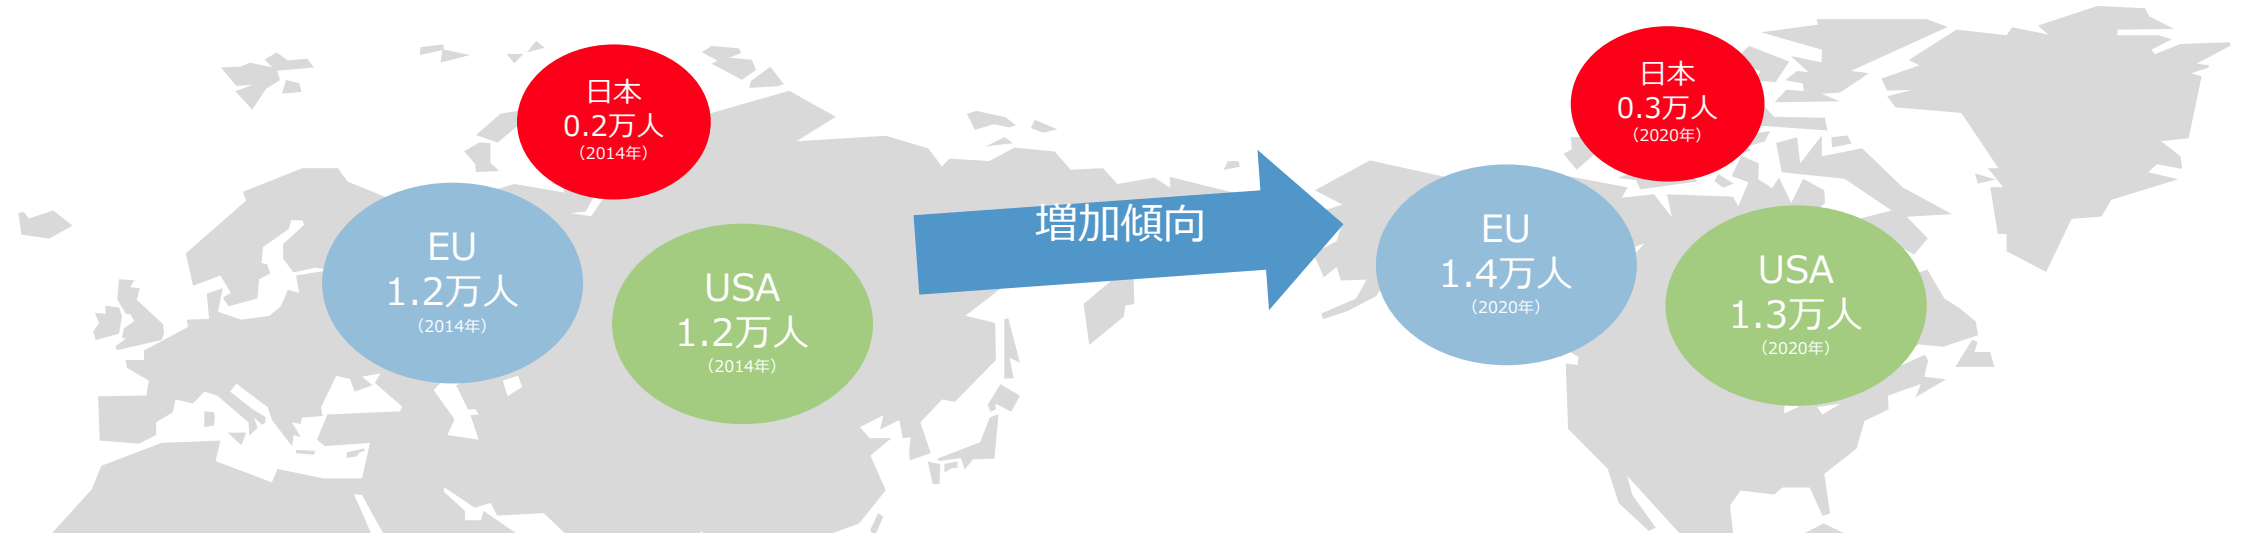 日本
0.2万人
（2014年）
EU
1.2万人
（2014年）
USA
1.2万人
（2014年）
増加傾向
日本
0.3万人
（2020年）
EU
1.4万人
（2020年）
USA
1.3万人
（2020年）